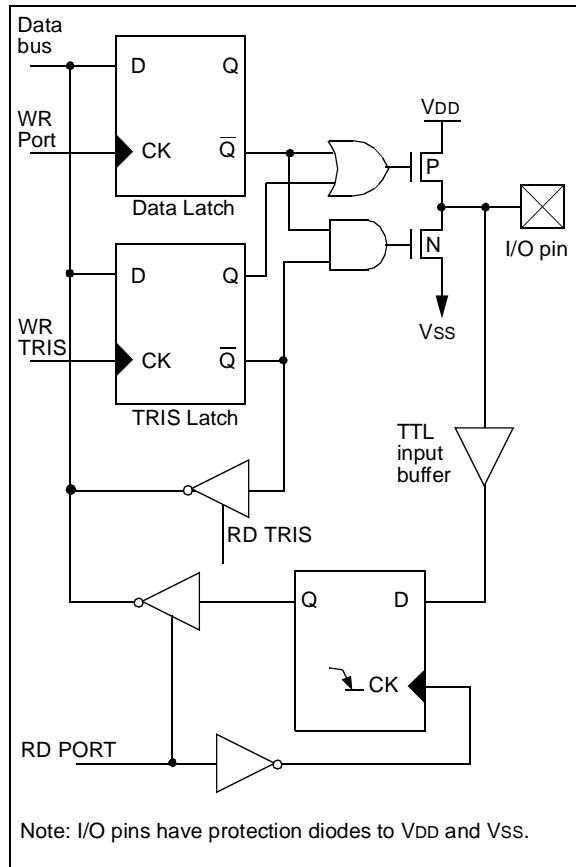 Data
bus
D
Q
WR
Port
CK
Q
Data Latch
VDD
P
N
I/O pin
VSS
D
Q
WR
TRIS
CK
Q
TRIS Latch
TTL
input
buffer
RD TRIS
Q
D
CK
RD PORT
Note: I/O pins have protection diodes to VDD and VSS.